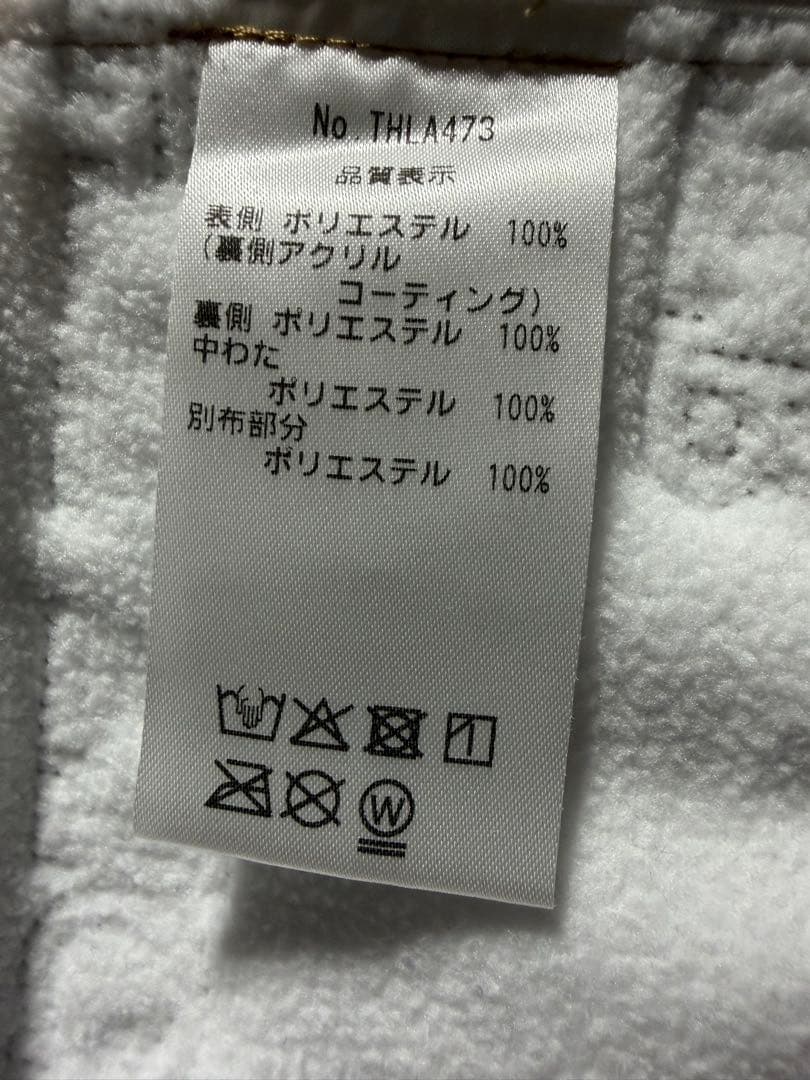 No.THLA473
品質表示
表側 ポリエステル 100%
(裏側アクリル
コーティング)
裏側 ポリエステル 100%
中わた
ポリエステル 100%
別布部分
ポリエステル 100%
W